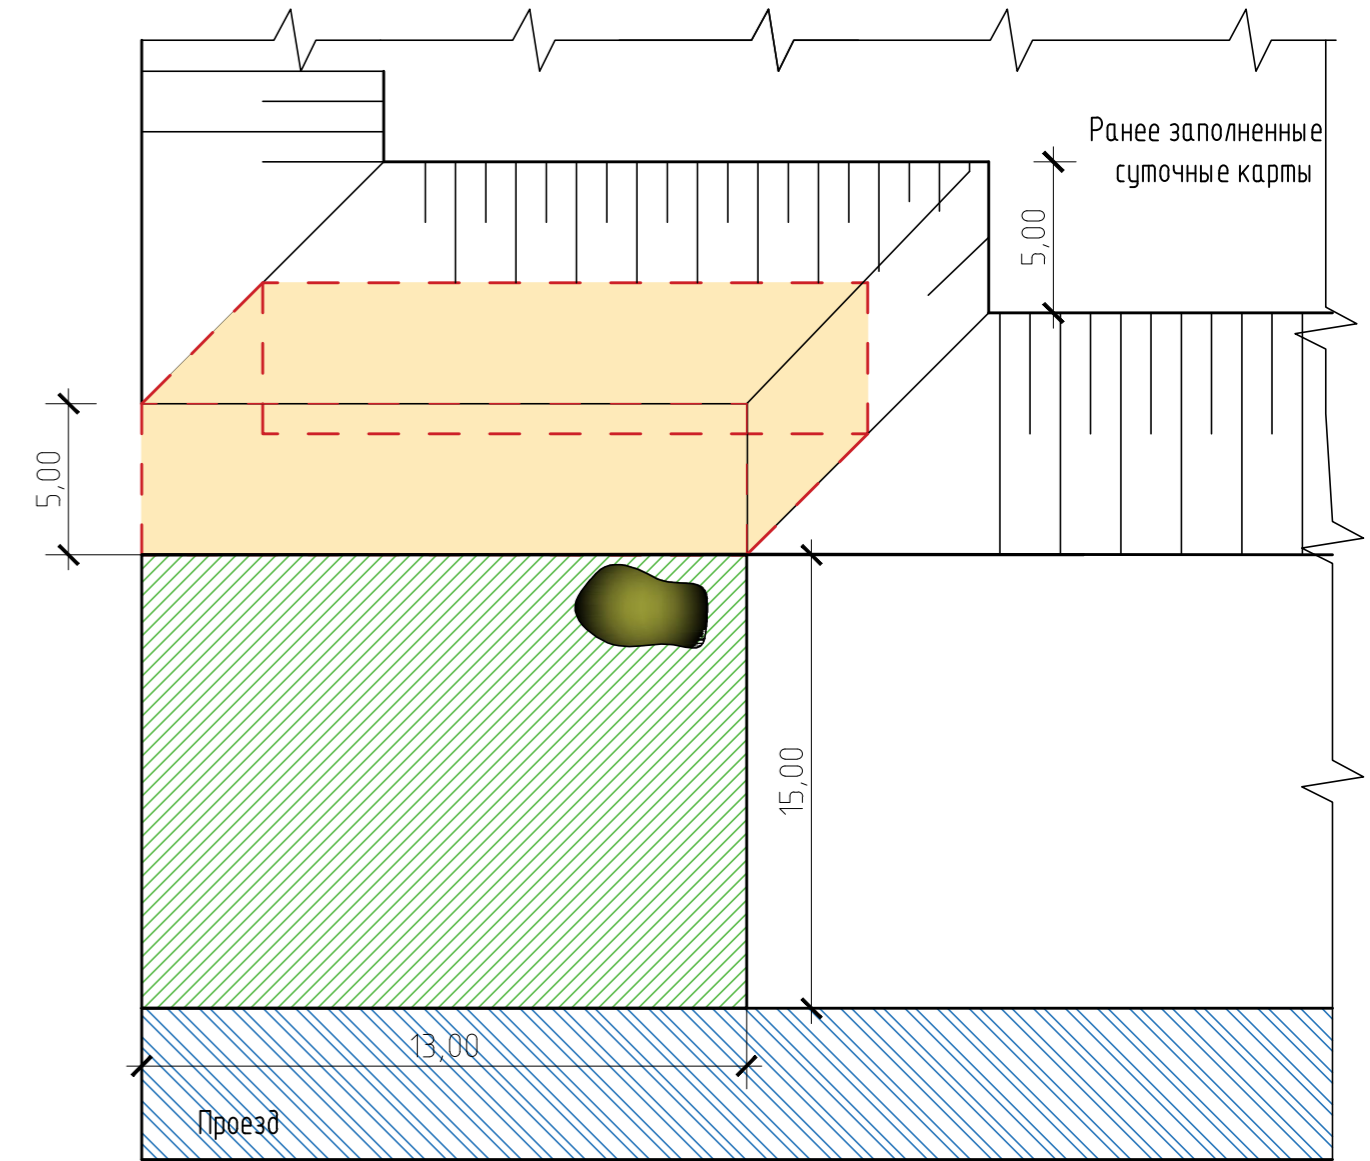 Ранее заполненные
суточные карты
5,00
5,00
15,00
13,00
Проезд